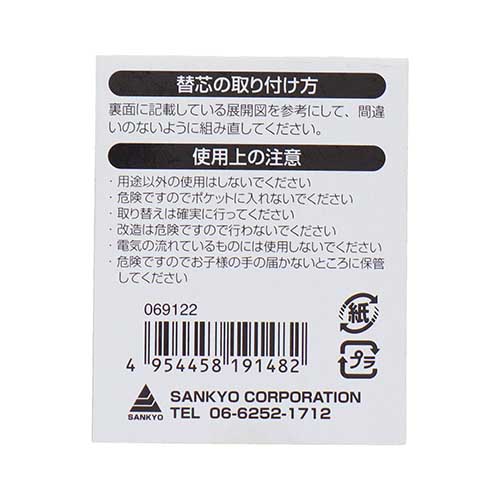 替芯の取り付け方
裏面に記載している展開図を参考にして、間違
いのないように組み直してください。
使用上の注意
・用途以外の使用はしないでください
・危険ですのでポケットに入れないでください
・取り替えは確実に行ってください
・改造は危険ですので行わないでください
・電気の流れているものには使用しないでください
・危険ですのでお子様の手の届かないところに保管
してください
069122
紙
プラ
4 954458 191482
SANKYO
SANKYO CORPORATION
TEL 06-6252-1712